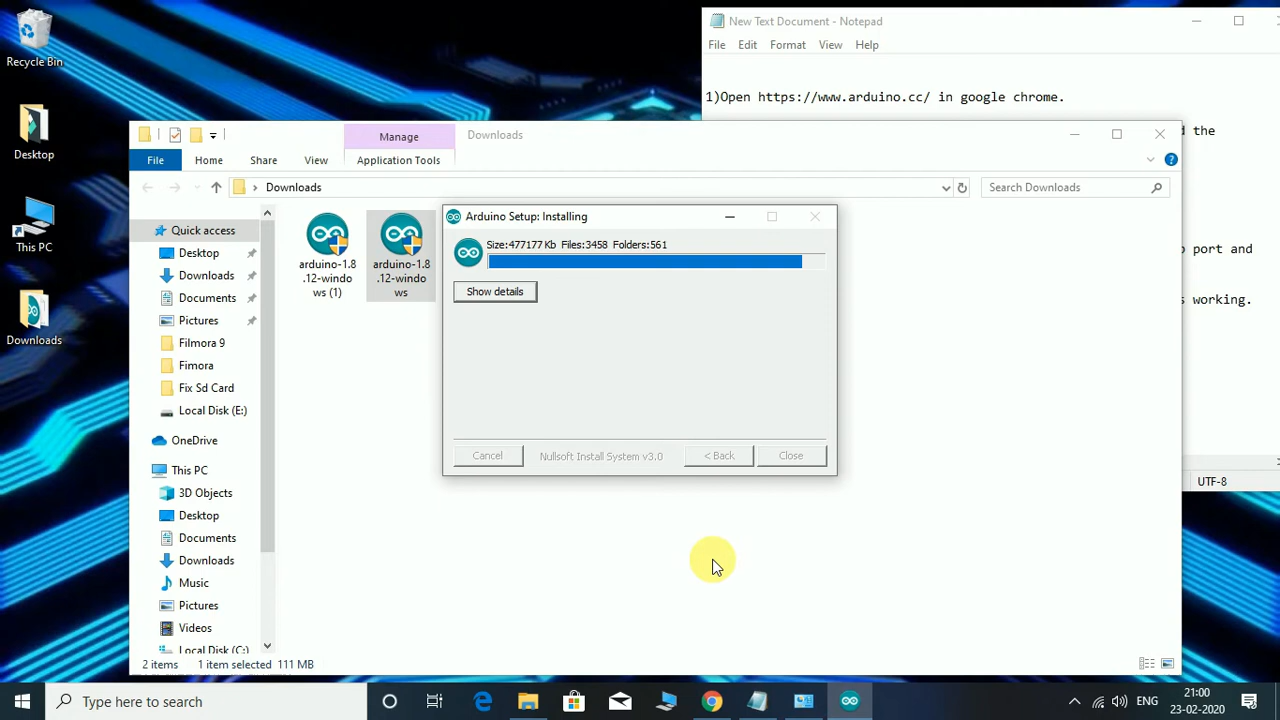 Recycle Bin
Desktop
This PC
Downloads
New Text Document - Notepad
File Edit Format View Help
1)Open https://www.arduino.cc/ in google chrome.
d the
o port and
s working.
UTF-8
Manage
Downloads
File Home Share View Application Tools
Downloads
Search Downloads
Quick access
Desktop
Downloads
Documents
Pictures
Filmora 9
Fimora
Fix Sd Card
Local Disk (E:)
OneDrive
This PC
3D Objects
Desktop
Documents
Downloads
Music
Pictures
Videos
Local Disk (C:)
arduino-1.8
.12-windo
ws (1)
arduino-1.8
.12-windo
ws
Arduino Setup: Installing
Size:477177 Kb Files:3458 Folders:561
Show details
Cancel
Nullsoft Install System v3.0
< Back
Close
2 items 1 item selected 111 MB
Type here to search
ENG
21:00
23-02-2020